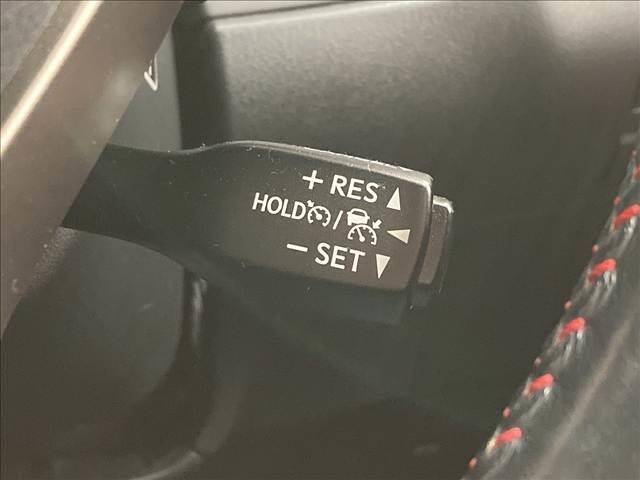 + RES
HOLD /
- SET